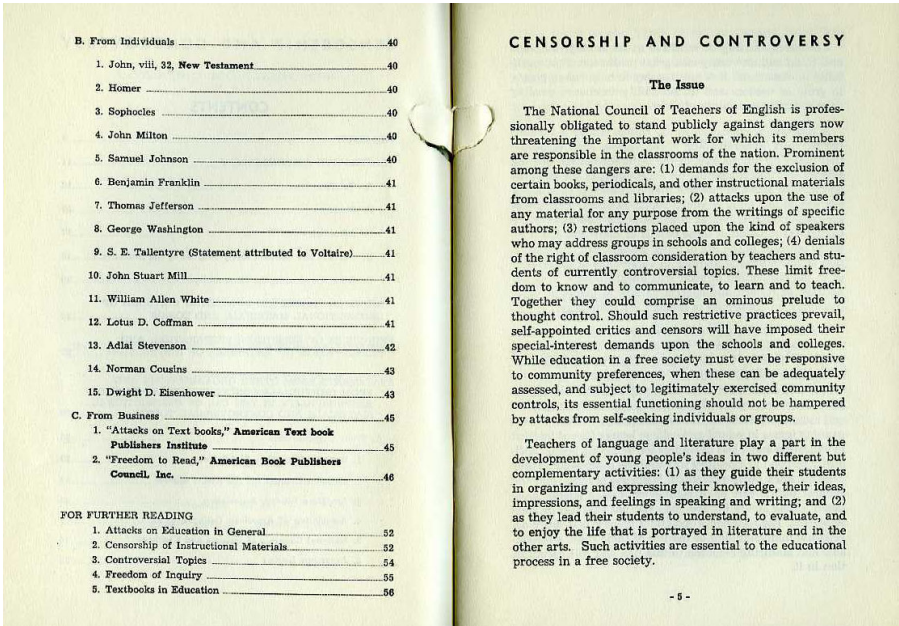 B. From Individuals 40
1. John, viii, 32, New Testament 40
2. Homer 40
3. Sophocles 40
4. John Milton 40
5. Samuel Johnson 40
6. Benjamin Franklin 41
7. Thomas Jefferson 41
8. George Washington 41
9. S. E. Tallentyre (Statement attributed to Voltaire) 41
10. John Stuart Mill 41
11. William Allen White 41
12. Lotus D. Coffman 41
13. Adlai Stevenson 42
14. Norman Cousins 43
15. Dwight D. Eisenhower 43
C. From Business 45
1. "Attacks on Text books," American Text book
Publishers Institute 45
2. "Freedom to Read," American Book Publishers
Council, Inc. 46
FOR FURTHER READING
1. Attacks on Education in General 52
2. Censorship of Instructional Materials 52
3. Controversial Topics 54
4. Freedom of Inquiry 55
5. Textbooks in Education 56
CENSORSHIP AND CONTROVERSY
The Issue
The National Council of Teachers of English is profes-
sionally obligated to stand publicly against dangers now
threatening the important work for which its members
are responsible in the classrooms of the nation. Prominent
among these dangers are: (1) demands for the exclusion of
certain books, periodicals, and other instructional materials
from classrooms and libraries; (2) attacks upon the use of
any material for any purpose from the writings of specific
authors; (3) restrictions placed upon the kind of speakers
who may address groups in schools and colleges; (4) denials
of the right of classroom consideration by teachers and stu-
dents of currently controversial topics. These limit free-
dom to know and to communicate, to learn and to teach.
Together they could comprise an ominous prelude to
thought control. Should such restrictive practices prevail,
self-appointed critics and censors will have imposed their
special-interest demands upon the schools and colleges.
While education in a free society must ever be responsive
to community preferences, when these can be adequately
assessed, and subject to legitimately exercised community
controls, its essential functioning should not be hampered
by attacks from self-seeking individuals or groups.
Teachers of language and literature play a part in the
development of young people's ideas in two different but
complementary activities: (1) as they guide their students
in organizing and expressing their knowledge, their ideas,
impressions, and feelings in speaking and writing; and (2)
as they lead their students to understand, to evaluate, and
to enjoy the life that is portrayed in literature and in the
other arts. Such activities are essential to the educational
process in a free society.
- 5 -